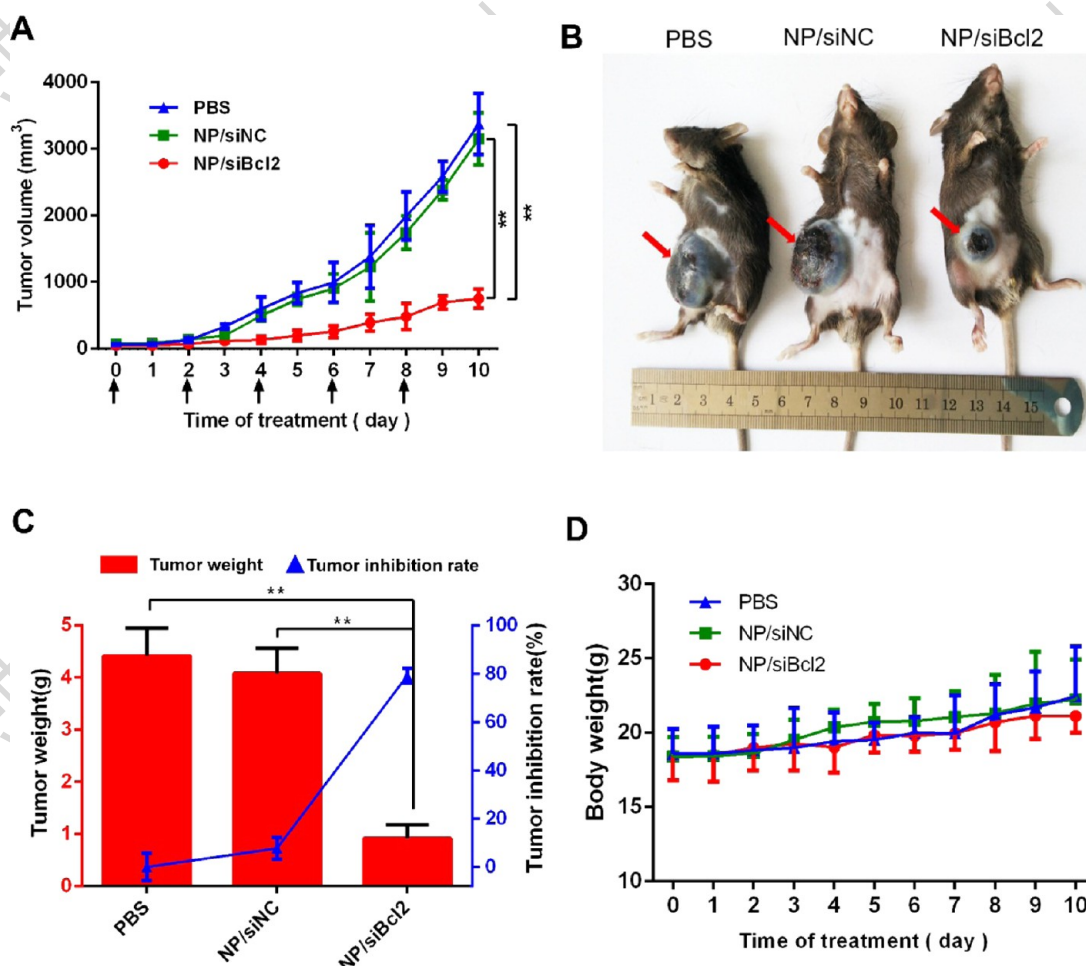 A
Tumor volume (mm³)
4000
3000
2000
1000
0
PBS
NP/siNC
NP/siBcl2
**
**
0 1 2 3 4 5 6 7 8 9 10
Time of treatment ( day )
B
PBS NP/siNC NP/siBcl2
1 2 3 4 5 6 7 8 9 10 11 12 13 14 15
C
Tumor weight Tumor inhibition rate
**
**
Tumor weight(g)
5
4
3
2
1
0
Tumor inhibition rate(%)
100
80
60
40
20
0
PBS
NP/siNC
NP/siBcl2
D
Body weight(g)
30
25
20
15
10
PBS
NP/siNC
NP/siBcl2
0 1 2 3 4 5 6 7 8 9 10
Time of treatment ( day )